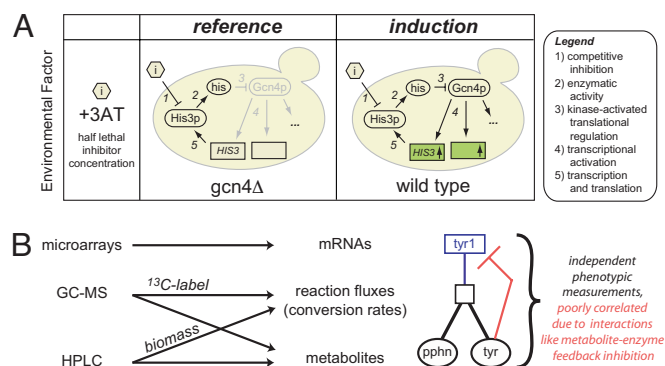 A
reference
induction
Environmental Factor
i
+3AT
half lethal
inhibitor
concentration
i
1
2
his
3
Gcn4p
His3p
4
...
5
HIS3
gcn4Δ
i
1
2
his
3
Gcn4p
His3p
4
...
5
HIS3
wild type
Legend
1) competitive
inhibition
2) enzymatic
activity
3) kinase-activated
translational
regulation
4) transcriptional
activation
5) transcription
and translation
B
microarrays
mRNAs
GC-MS
¹³C-label
reaction fluxes
(conversion rates)
biomass
HPLC
metabolites
tyr1
pphn
tyr
independent
phenotypic
measurements,
poorly correlated
due to interactions
like metabolite-enzyme
feedback inhibition